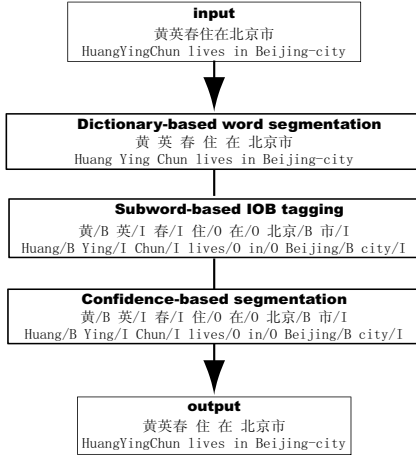 input
黄英春住在北京市
HuangYingChun lives in Beijing-city
Dictionary-based word segmentation
黄 英 春 住 在 北京市
Huang Ying Chun lives in Beijing-city
Subword-based IOB tagging
黄/B 英/I 春/I 住/O 在/O 北京/B 市/I
Huang/B Ying/I Chun/I lives/O in/O Beijing/B city/I
Confidence-based segmentation
黄/B 英/I 春/I 住/O 在/O 北京/B 市/I
Huang/B Ying/I Chun/I lives/O in/O Beijing/B city/I
output
黄英春 住 在 北京市
HuangYingChun lives in Beijing-city